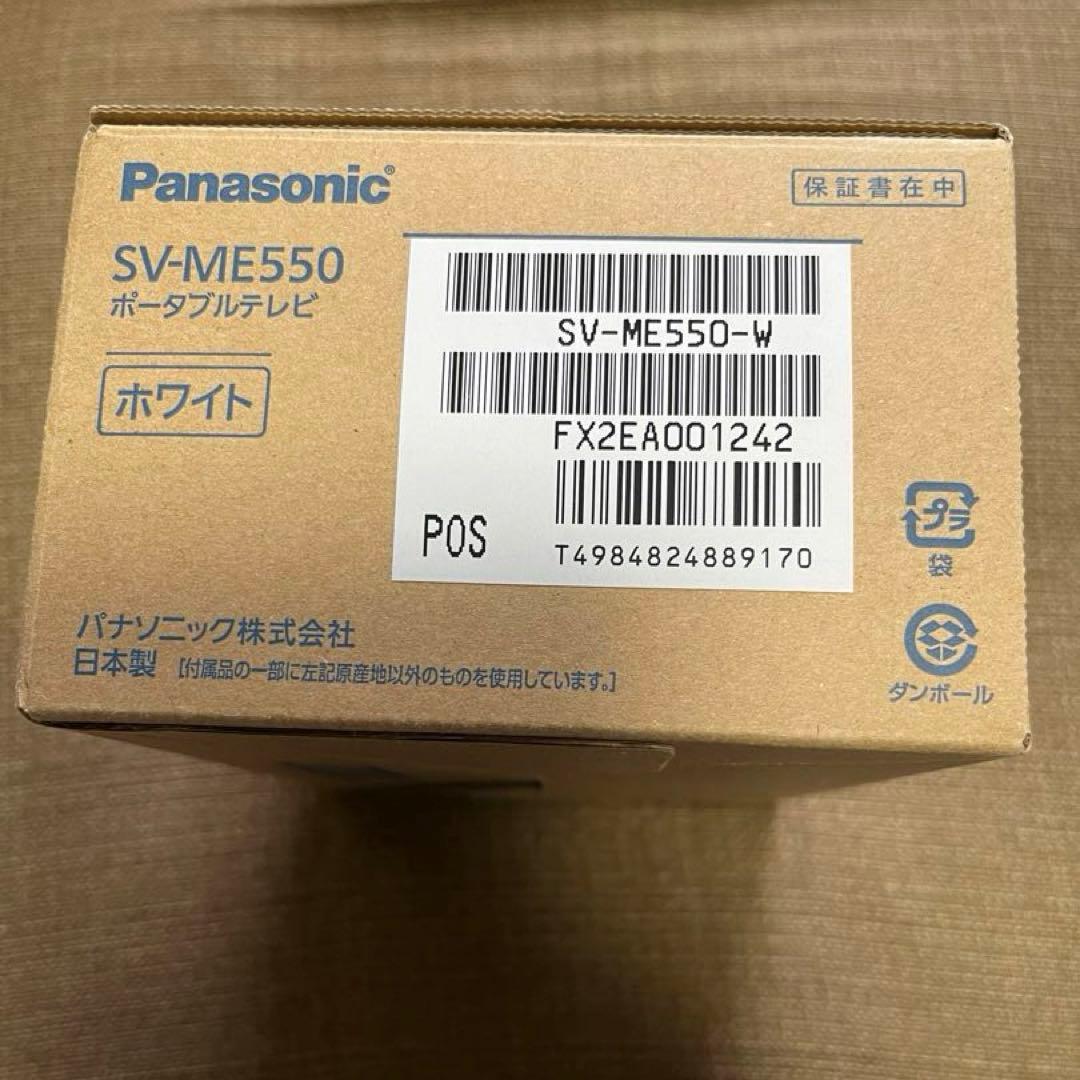 Panasonic®
保証書在中
SV-ME550
ポータブルテレビ
ホワイト
SV-ME550-W
FX2EA001242
POS
T4984824889170
プラ
袋
ダンボール
パナソニック株式会社
日本製 [付属品の一部に左記原産地以外のものを使用しています。]